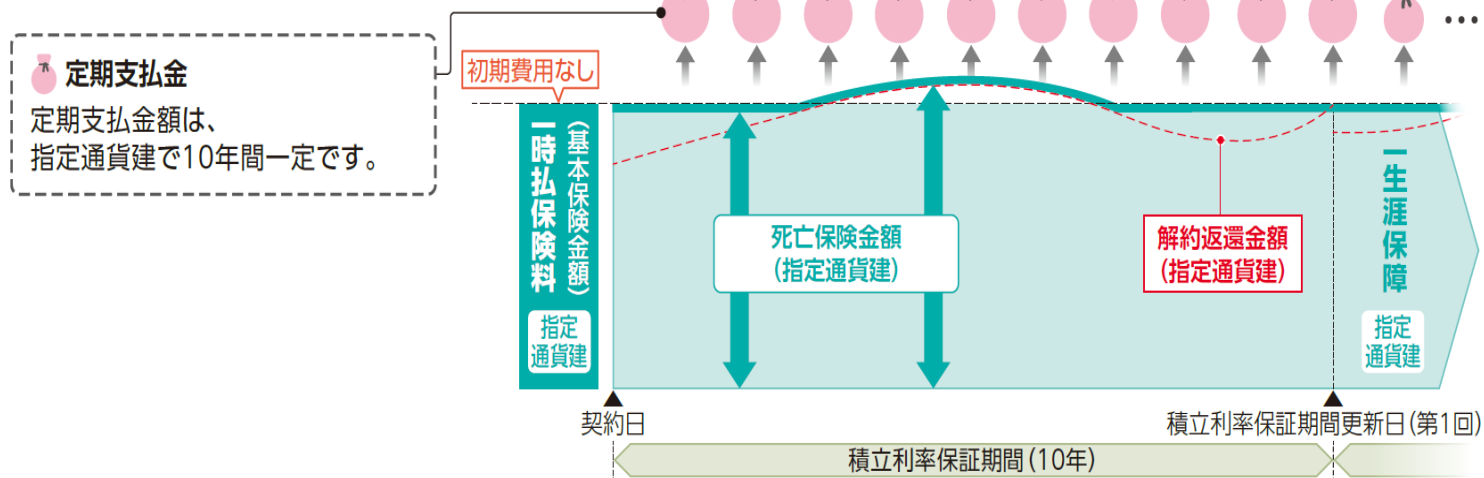 定期支払金
定期支払金額は、
指定通貨建で10年間一定です。
初期費用なし
一時払保険料
(基本保険金額)
指定
通貨建
死亡保険金額
(指定通貨建)
解約返還金額
(指定通貨建)
一生涯保障
指定
通貨建
…
契約日
積立利率保証期間更新日(第1回)
積立利率保証期間(10年)